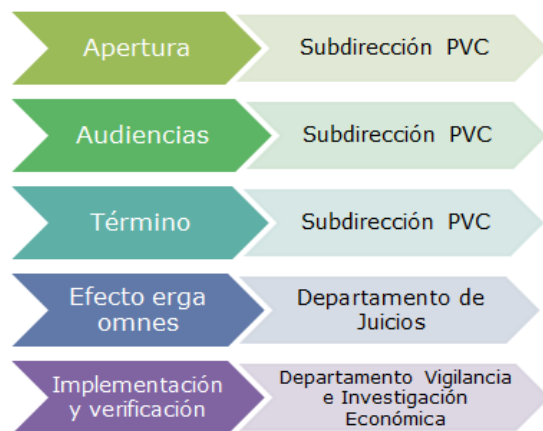 Apertura
Subdirección PVC
Audiencias
Subdirección PVC
Término
Subdirección PVC
Efecto erga
omnes
Departamento de
Juicios
Implementación
y verificación
Departamento Vigilancia
e Investigación
Económica